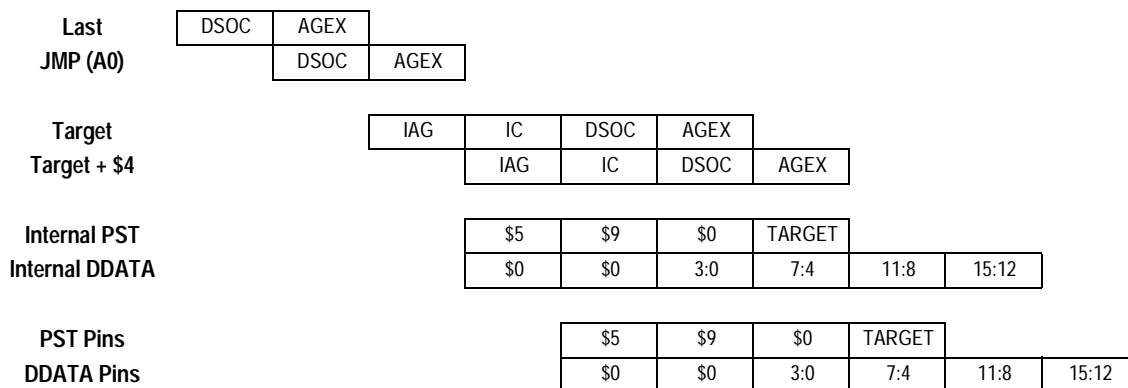 Last DSOC AGEX
JMP (A0) DSOC AGEX
Target IAG IC DSOC AGEX
Target + $4 IAG IC DSOC AGEX
Internal PST $5 $9 $0 TARGET
Internal DDATA $0 $0 3:0 7:4 11:8 15:12
PST Pins $5 $9 $0 TARGET
DDATA Pins $0 $0 3:0 7:4 11:8 15:12